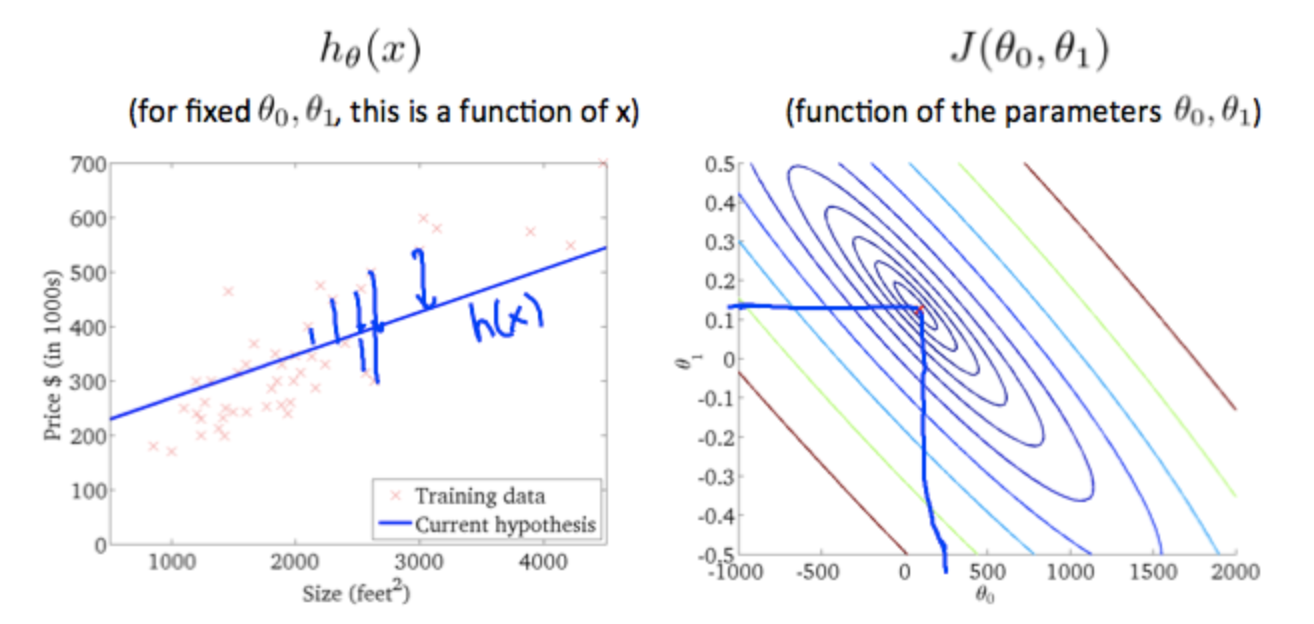 hθ(x)
(for fixed θ₀, θ₁, this is a function of x)
700
600
500
400
300
200
100
0
Price $ (in 1000s)
1000 2000 3000 4000
Size (feet²)
h(x)
Training data
Current hypothesis
J(θ₀, θ₁)
(function of the parameters θ₀, θ₁)
0.5
0.4
0.3
0.2
0.1
0
-0.1
-0.2
-0.3
-0.4
-0.5
θ₁
-1000 -500 0 500 1000 1500 2000
θ₀